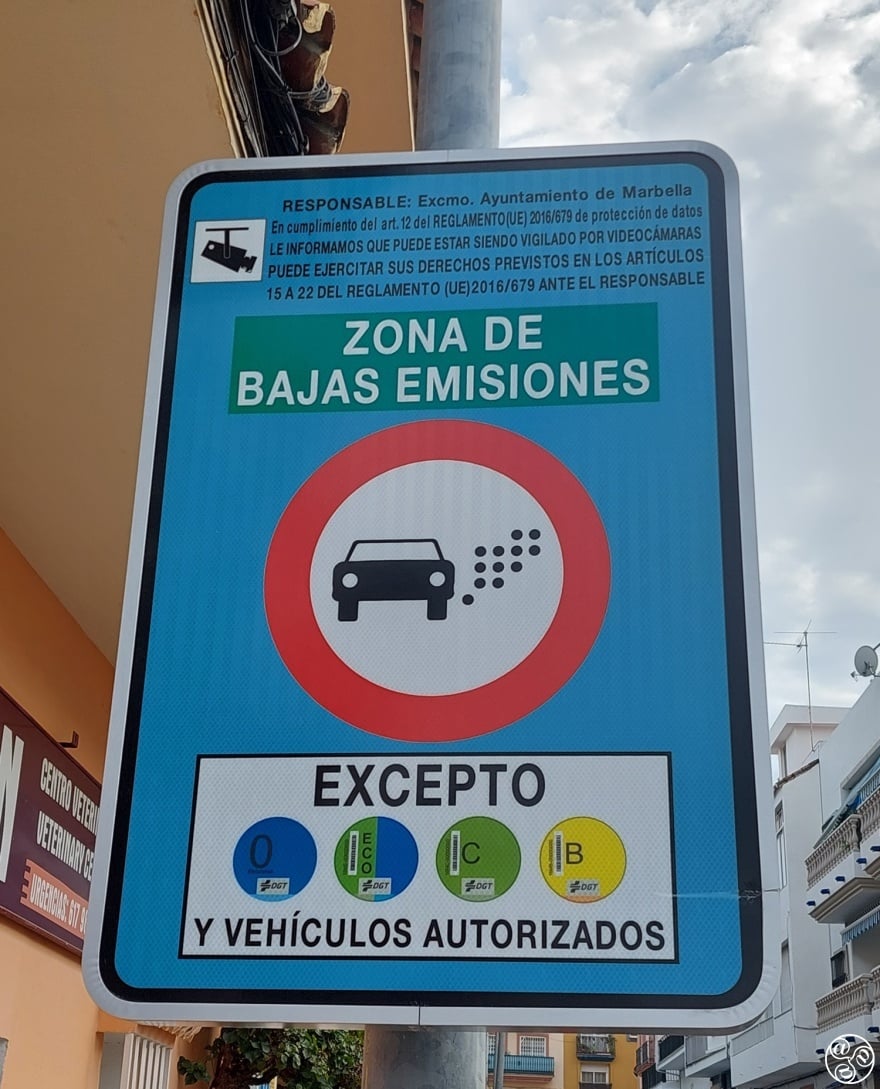 RESPONSABLE: Excmo. Ayuntamiento de Marbella
En cumplimiento del art. 12 del REGLAMENTO(UE) 2016/679 de protección de datos
LE INFORMAMOS QUE PUEDE ESTAR SIENDO VIGILADO POR VIDEOCÁMARAS
PUEDE EJERCITAR SUS DERECHOS PREVISTOS EN LOS ARTÍCULOS
15 A 22 DEL REGLAMENTO (UE)2016/679 ANTE EL RESPONSABLE
ZONA DE
BAJAS EMISIONES
EXCEPTO
0 ECO C B
DGT DGT DGT DGT
Y VEHÍCULOS AUTORIZADOS
N
CENTRO
VETERINARY
URGENCIAS: 617